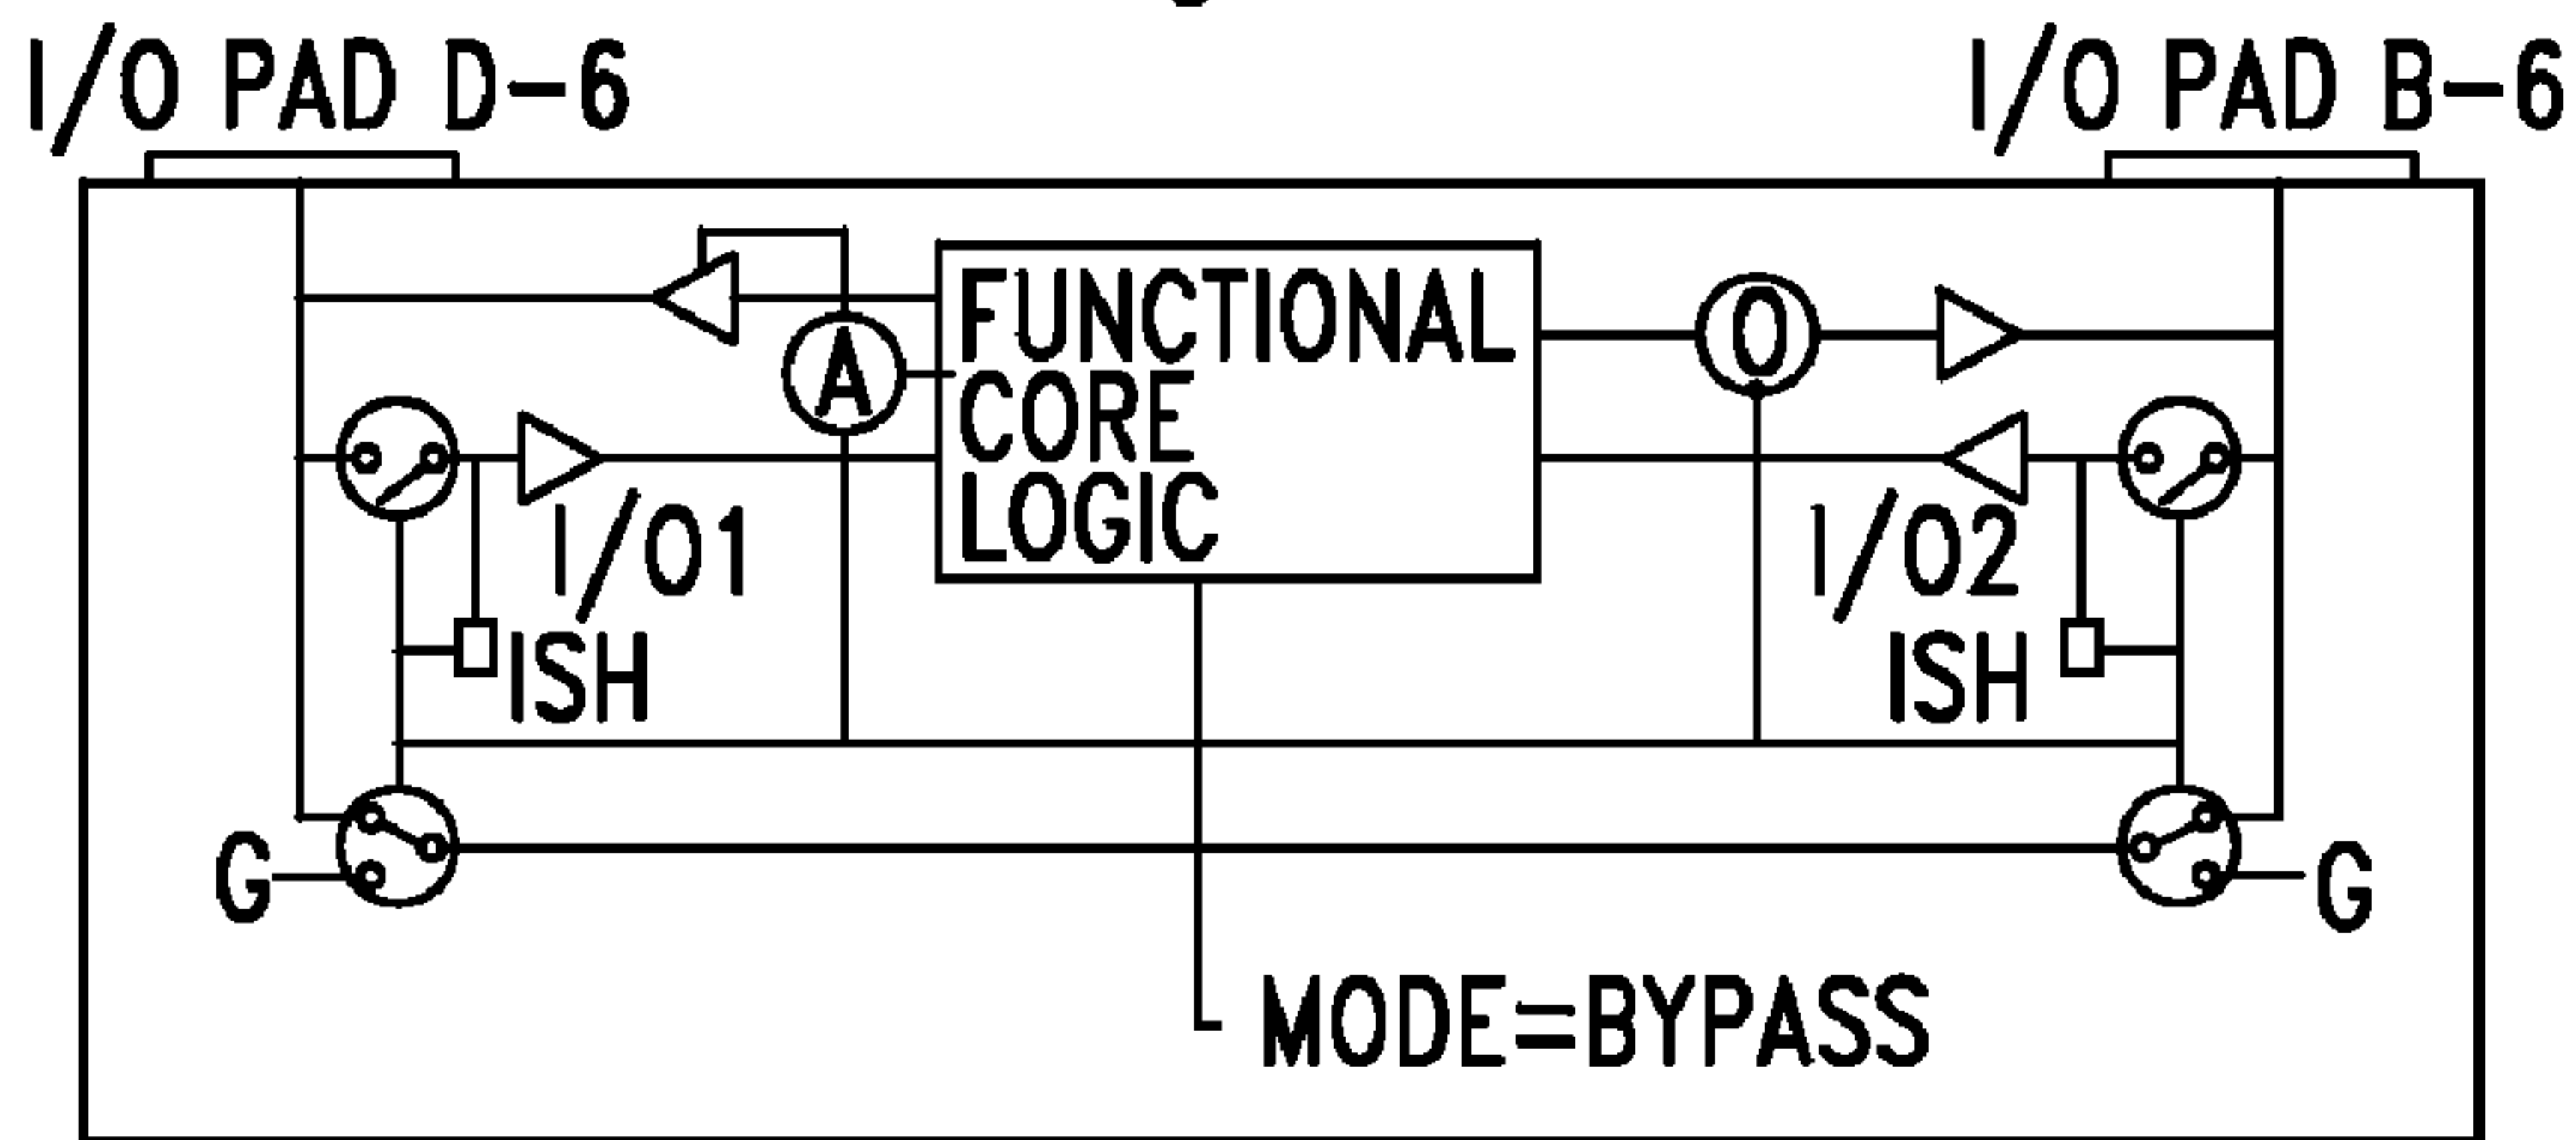 I/O PAD D-6
I/O PAD B-6
FUNCTIONAL
CORE
LOGIC
A
O
I/O1
I/O2
ISH
ISH
G
G
MODE=BYPASS